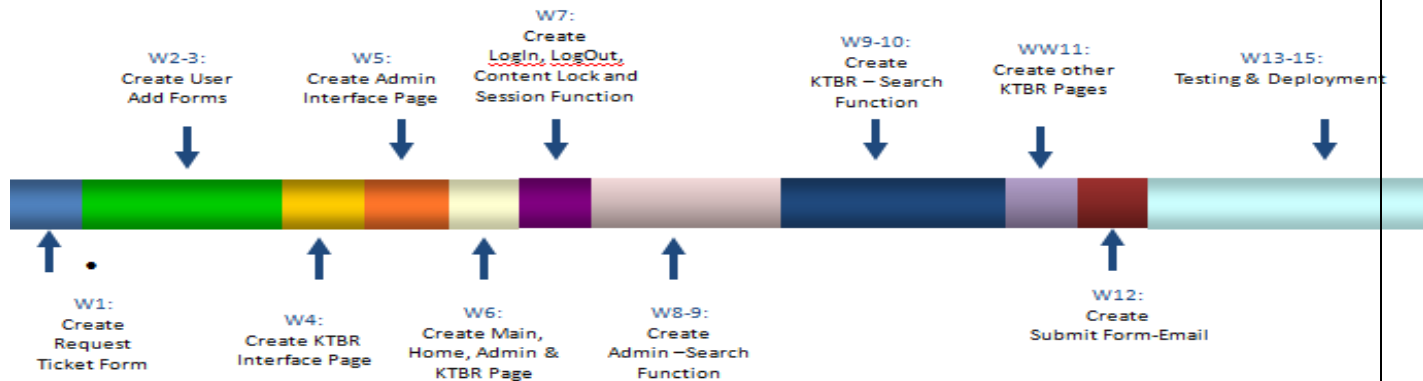 W7:
Create
LogIn, LogOut,
Content Lock and
Session Function
W2-3:
Create User
Add Forms
W5:
Create Admin
Interface Page
W9-10:
Create
KTBR – Search
Function
WW11:
Create other
KTBR Pages
W13-15:
Testing & Deployment
W1:
Create
Request
Ticket Form
W4:
Create KTBR
Interface Page
W6:
Create Main,
Home, Admin &
KTBR Page
W8-9:
Create
Admin –Search
Function
W12:
Create
Submit Form-Email